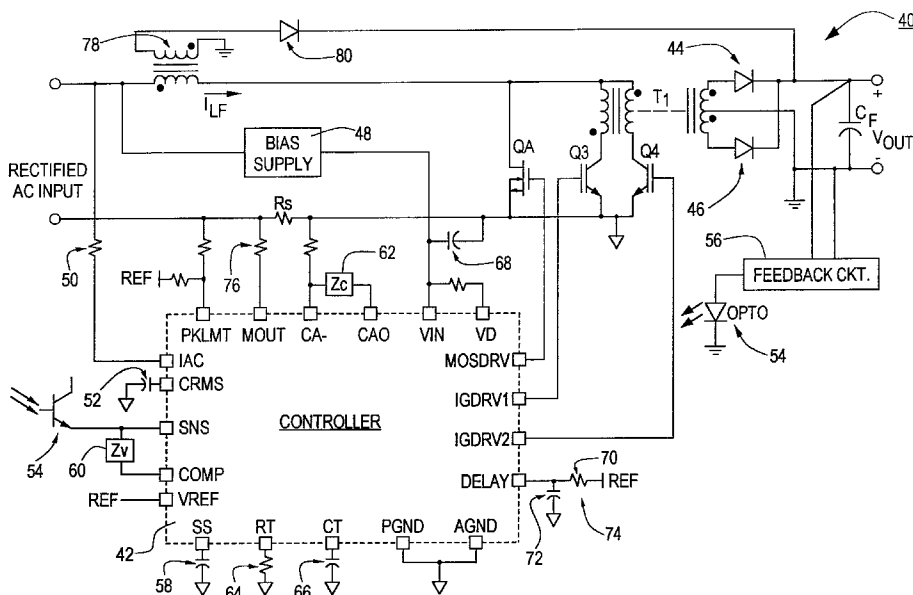 40
78
80
44
I_LF
T1
C_F
+
V_OUT
-
BIAS
SUPPLY
48
QA
Q3
Q4
46
RECTIFIED
AC INPUT
Rs
50
REF
76
62
Zc
68
56
FEEDBACK CKT.
OPTO
54
PKLMT
MOUT
CA-
CAO
VIN
VD
IAC
MOSDRV
52
CRMS
IGDRV1
CONTROLLER
SNS
IGDRV2
54
60
Zv
COMP
DELAY
70
REF
REF
VREF
72
74
42
SS
RT
CT
PGND
AGND
58
64
66